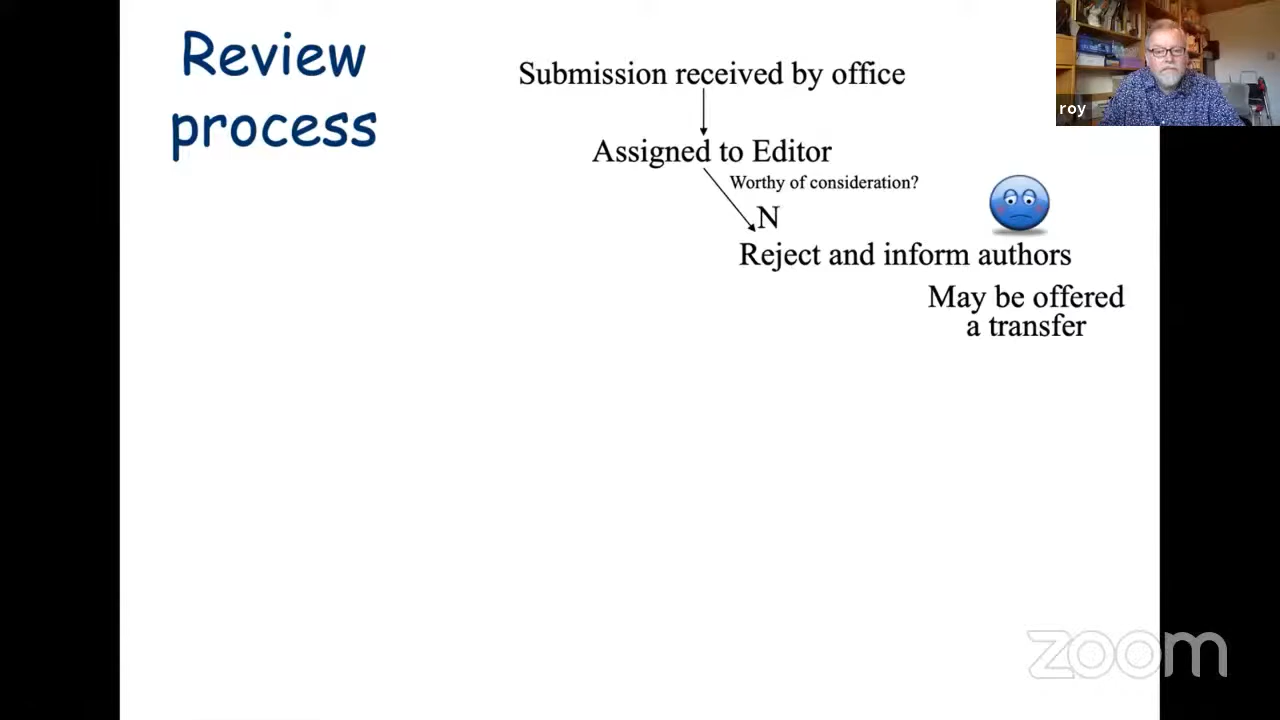 Review
process
Submission received by office
Assigned to Editor
Worthy of consideration?
N
Reject and inform authors
May be offered
a transfer
roy
zoom